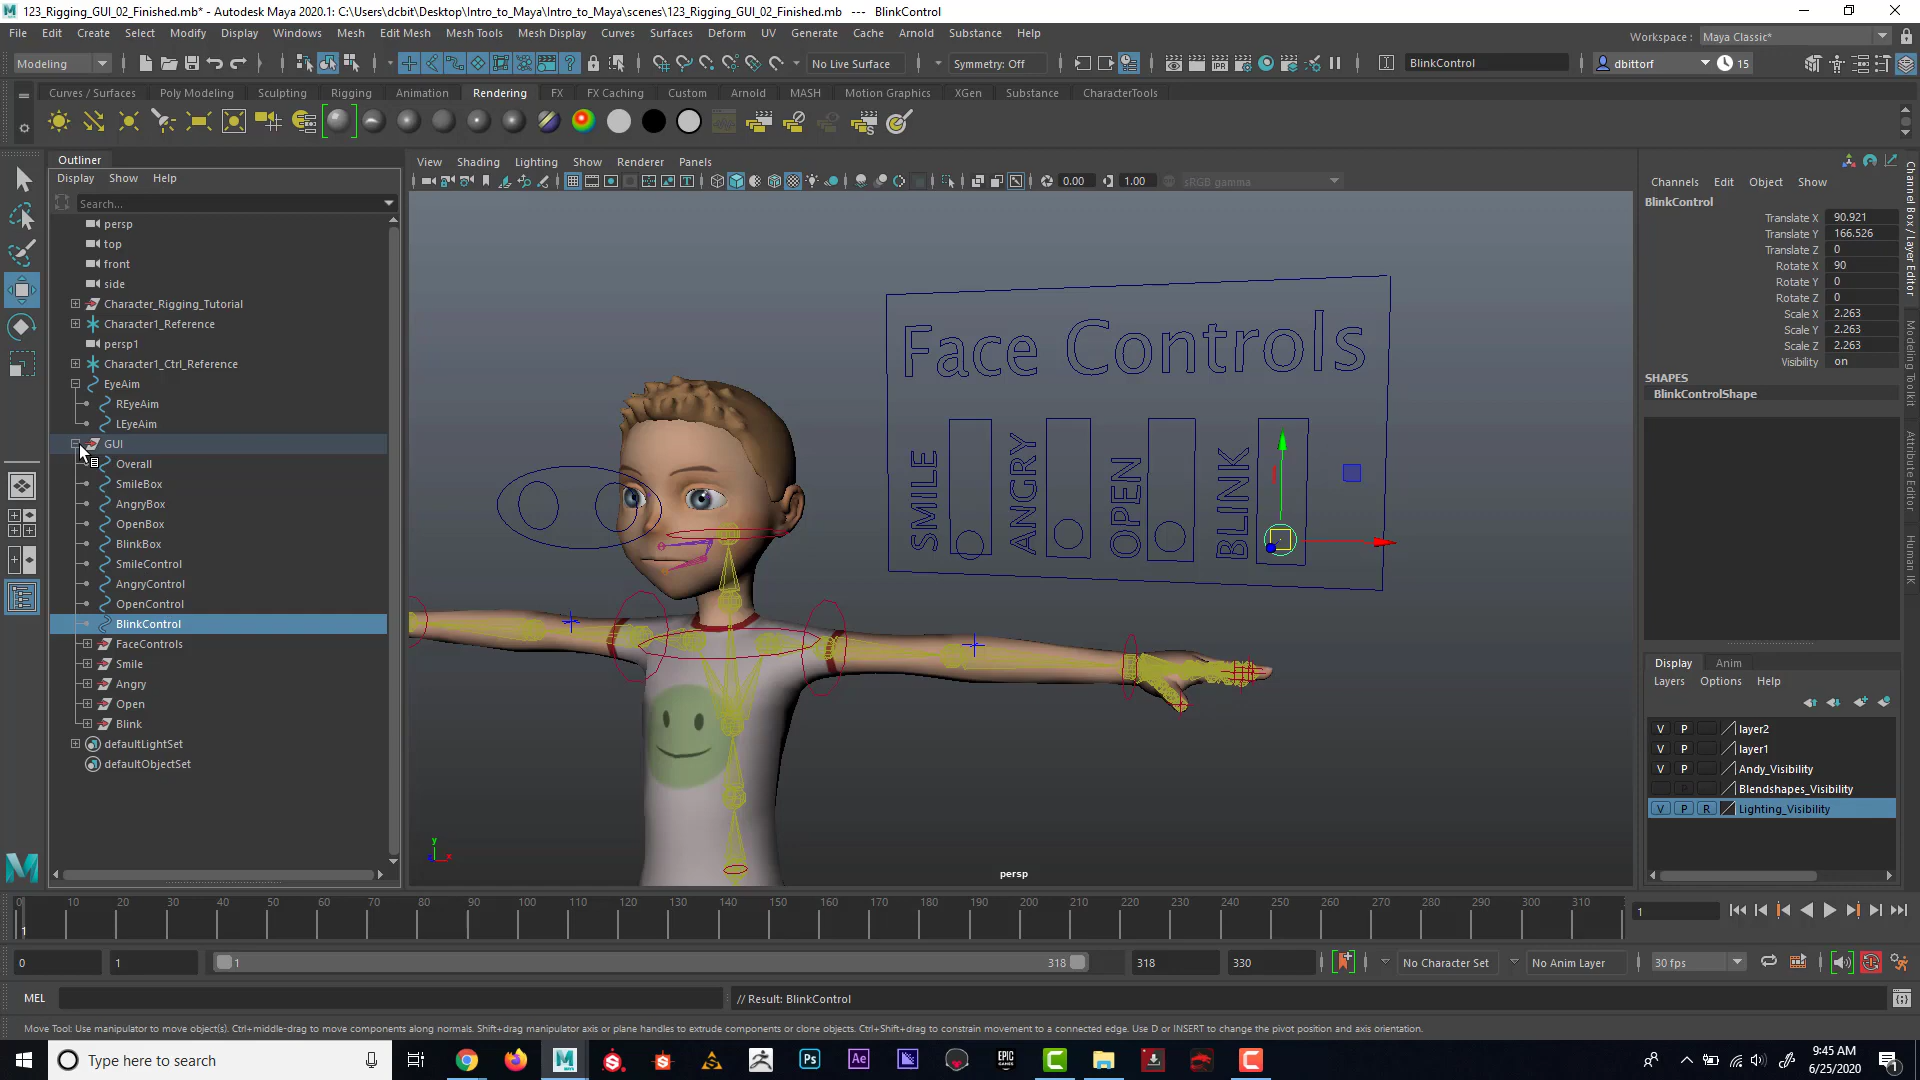 123_Rigging_GUI_02_Finished.mb* - Autodesk Maya 2020.1: C:\Users\dcbit\Desktop\Intro_to_Maya\Intro_to_Maya\scenes\123_Rigging_GUI_02_Finished.mb --- BlinkControl
File Edit Create Select Modify Display Windows Mesh Edit Mesh Mesh Tools Mesh Display Curves Surfaces Deform UV Generate Cache Arnold Substance Help
Workspace : Maya Classic*
Modeling
No Live Surface
Symmetry: Off
BlinkControl
dbittorf
15
Curves / Surfaces Poly Modeling Sculpting Rigging Animation Rendering FX FX Caching Custom Arnold MASH Motion Graphics XGen Substance CharacterTools
Outliner
Display Show Help
Search...
persp
top
front
side
Character_Rigging_Tutorial
Character1_Reference
persp1
Character1_Ctrl_Reference
EyeAim
REyeAim
LEyeAim
GUI
Overall
SmileBox
AngryBox
OpenBox
BlinkBox
SmileControl
AngryControl
OpenControl
BlinkControl
FaceControls
Smile
Angry
Open
Blink
defaultLightSet
defaultObjectSet
View Shading Lighting Show Renderer Panels
0.00
1.00
sRGB gamma
Face Controls
SMILE
ANGRY
OPEN
BLINK
persp
Channels Edit Object Show
BlinkControl
Translate X 90.921
Translate Y 166.526
Translate Z 0
Rotate X 90
Rotate Y 0
Rotate Z 0
Scale X 2.263
Scale Y 2.263
Scale Z 2.263
Visibility on
SHAPES
BlinkControlShape
Channel Box / Layer Editor
Modeling Toolkit
Attribute Editor
Human IK
Display Anim
Layers Options Help
V P layer2
V P layer1
V P Andy_Visibility
Blendshapes_Visibility
V P R Lighting_Visibility
0 10 20 30 40 50 60 70 80 90 100 110 120 130 140 150 160 170 180 190 200 210 220 230 240 250 260 270 280 290 300 310
1
1
0
1
1
318
318
330
No Character Set
No Anim Layer
30 fps
MEL
// Result: BlinkControl
Move Tool: Use manipulator to move object(s). Ctrl+middle-drag to move components along normals. Shift+drag manipulator axis or plane handles to extrude components or clone objects. Ctrl+Shift+drag to constrain movement to a connected edge. Use D or INSERT to change the pivot position and axis orientation.
Type here to search
9:45 AM
6/25/2020